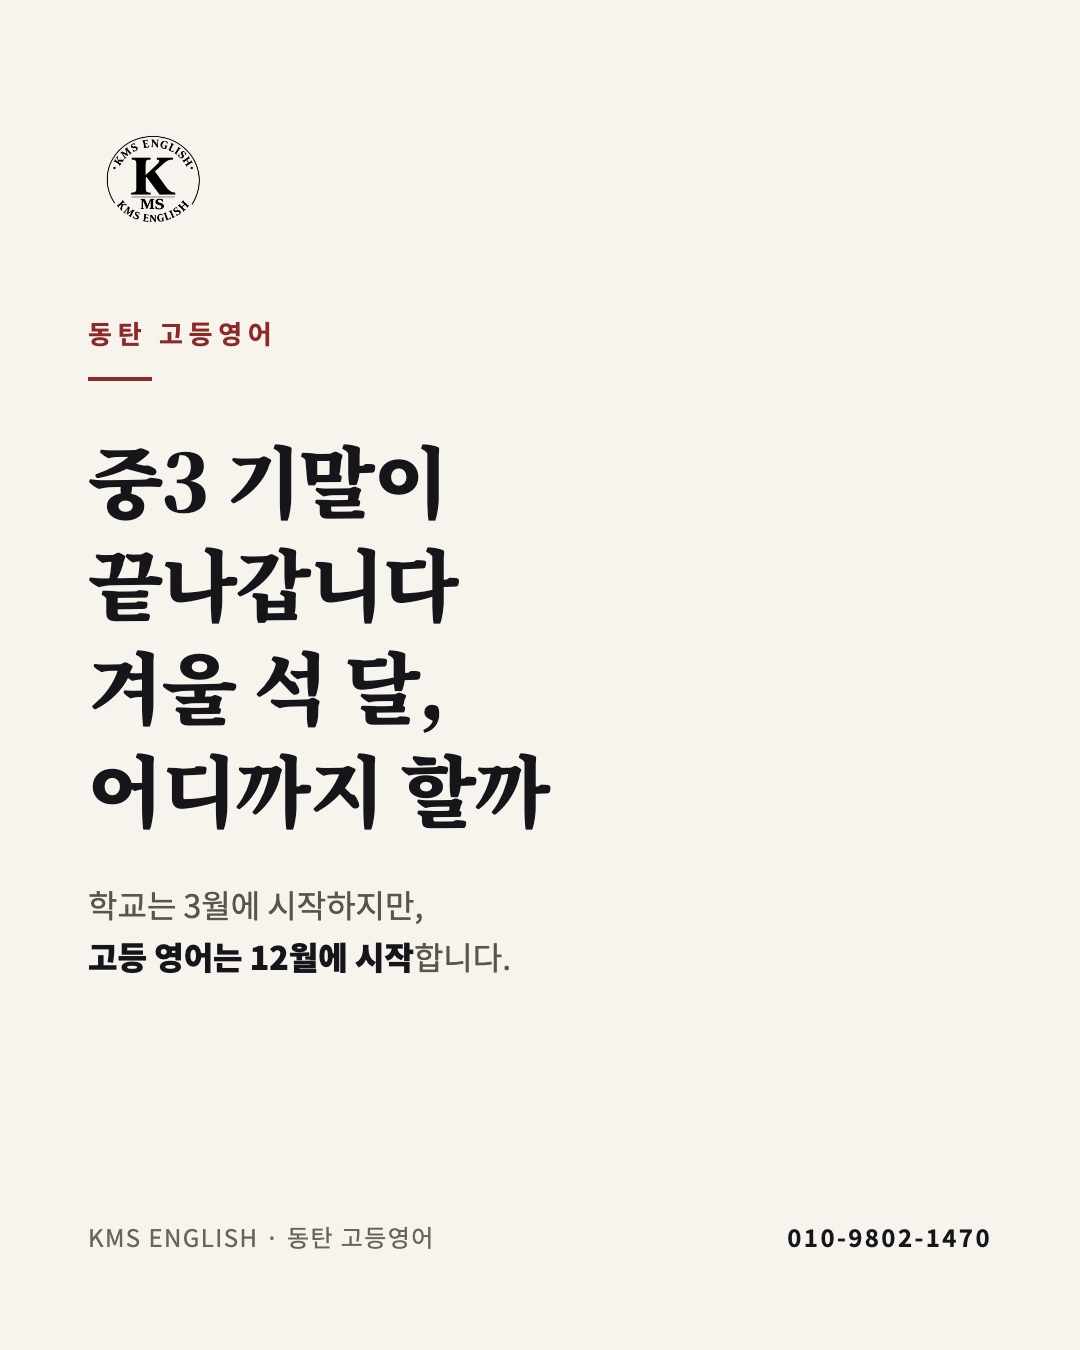 ·KMS ENGLISH·
K
MS
KMS ENGLISH
동탄 고등영어
중3 기말이
끝나갑니다
겨울 석 달,
어디까지 할까
학교는 3월에 시작하지만,
고등 영어는 12월에 시작합니다.
KMS ENGLISH · 동탄 고등영어
010-9802-1470